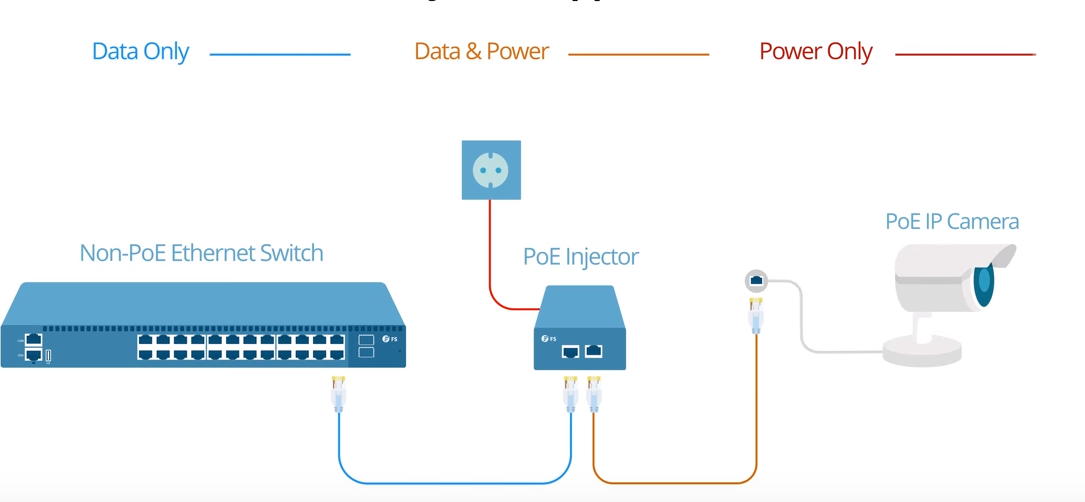 Data Only
Data & Power
Power Only
PoE IP Camera
Non-PoE Ethernet Switch
PoE Injector
FS
FS